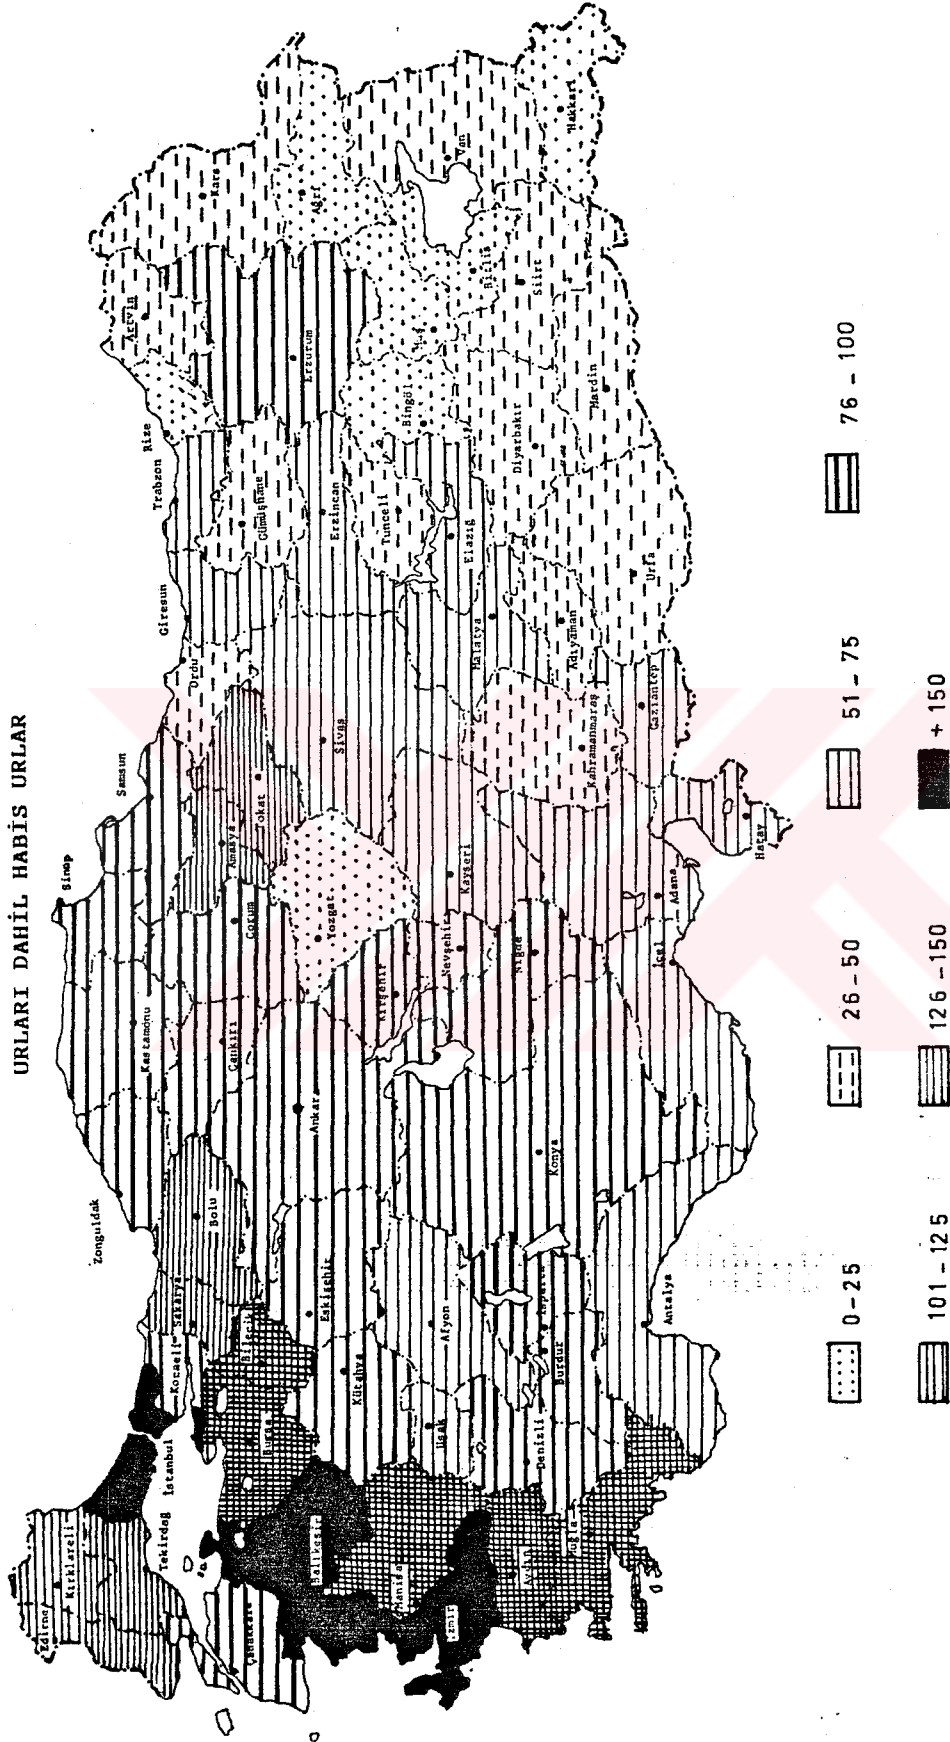 URLARI DAHİL HABİS URLAR
Edirne
Kırklareli
Tekirdağ
İstanbul
Kocaeli
Sakarya
Zonguldak
Bolu
Kastamonu
Sinop
Samsun
Çankırı
Çorum
Amasya
Tokat
Ordu
Giresun
Trabzon
Rize
Artvin
Kars
Gümüşhane
Erzincan
Erzurum
Ağrı
Çanakkale
Balıkesir
Bursa
Bilecik
Kütahya
Eskişehir
Ankara
Kırşehir
Yozgat
Sivas
Tunceli
Bingöl
Muş
Bitlis
Van
Hakkari
Siirt
Manisa
İzmir
Uşak
Afyon
Aydın
Muğla
Denizli
Burdur
Isparta
Konya
Nevşehir
Niğde
Kayseri
Malatya
Elazığ
Diyarbakır
Mardin
Antalya
İçel
Adana
Hatay
Kahramanmaraş
Gaziantep
Adıyaman
Urfa
0-25
26-50
51-75
76-100
101-125
126-150
+150